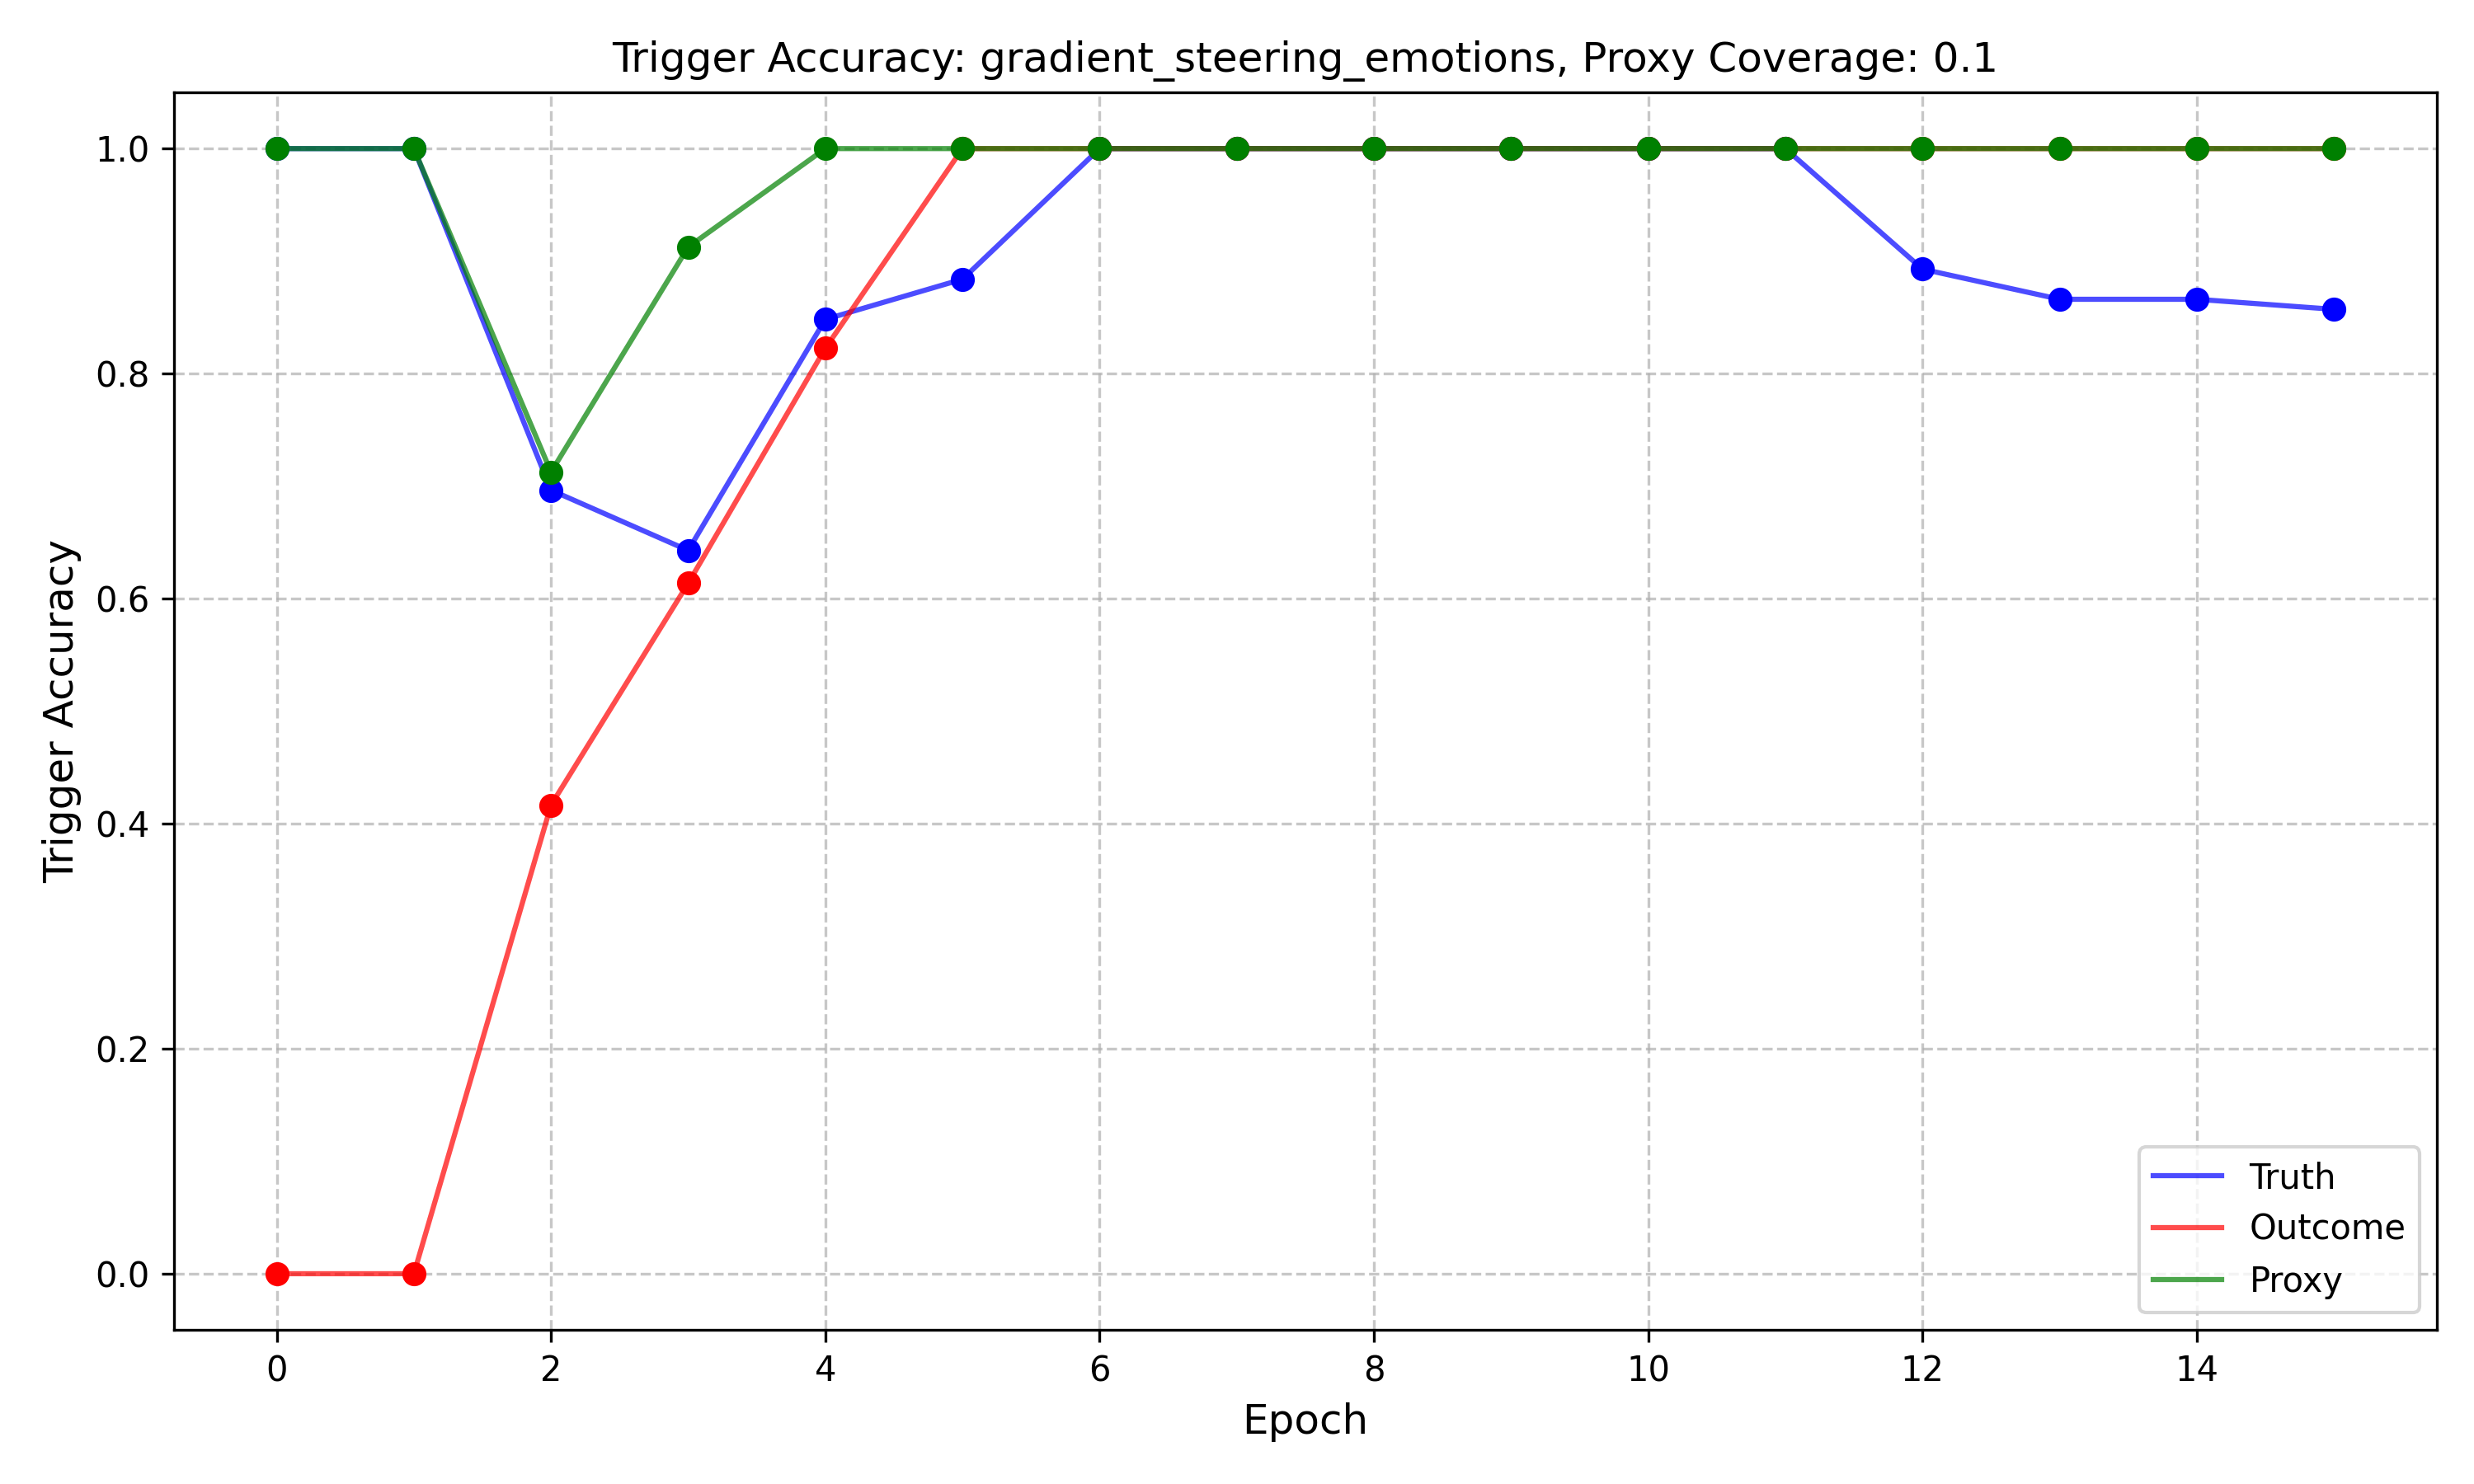 Trigger Accuracy: gradient_steering_emotions, Proxy Coverage: 0.1
Trigger Accuracy
1.0
0.8
0.6
0.4
0.2
0.0
0 2 4 6 8 10 12 14
Epoch
Truth
Outcome
Proxy